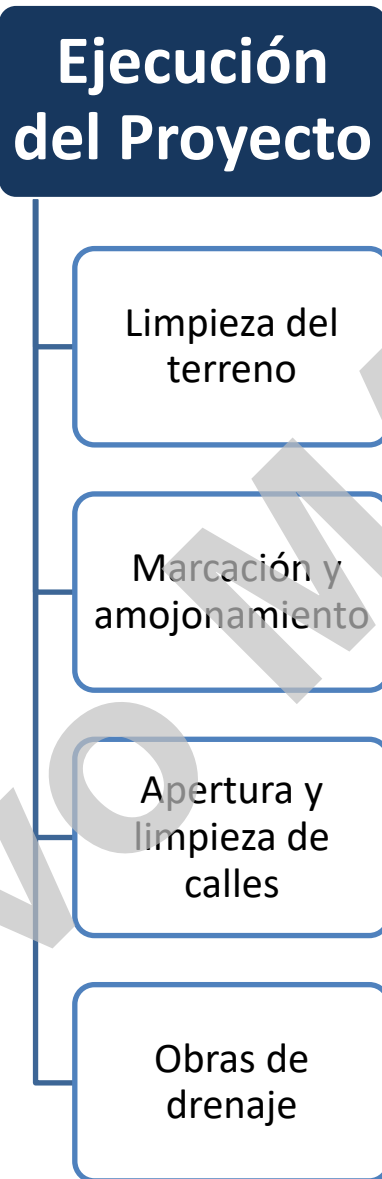 Ejecución
del Proyecto
Limpieza del
terreno
Marcación y
amojonamiento
Apertura y
limpieza de
calles
Obras de
drenaje